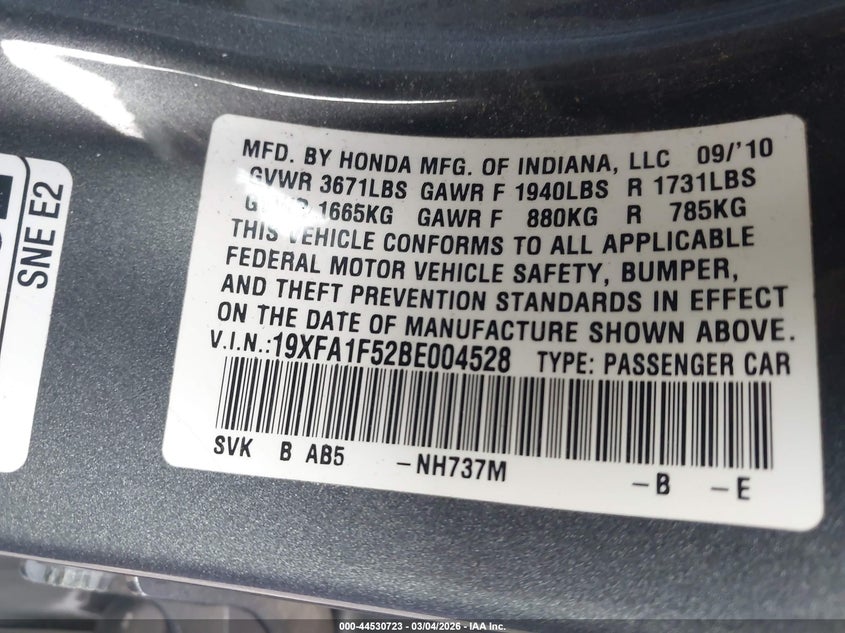 SNE E2
MFD. BY HONDA MFG. OF INDIANA, LLC 09/'10
GVWR 3671LBS GAWR F 1940LBS R 1731LBS
1665KG GAWR F 880KG R 785KG
THIS VEHICLE CONFORMS TO ALL APPLICABLE
FEDERAL MOTOR VEHICLE SAFETY, BUMPER,
AND THEFT PREVENTION STANDARDS IN EFFECT
ON THE DATE OF MANUFACTURE SHOWN ABOVE.
V.I.N.:19XFA1F52BE004528 TYPE: PASSENGER CAR
SVK B AB5 -NH737M -B -E
000-44530723 - 03/04/2026 - IAA Inc.